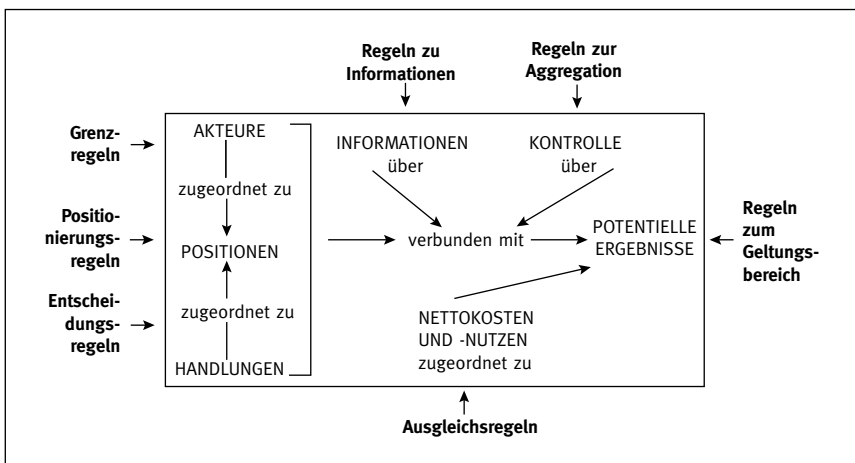 Regeln zu
Informationen
Regeln zur
Aggregation
Grenz-
regeln
Positio-
nierungs-
regeln
Entschei-
dungs-
regeln
AKTEURE
zugeordnet zu
POSITIONEN
zugeordnet zu
HANDLUNGEN
INFORMATIONEN
über
KONTROLLE
über
verbunden mit
POTENTIELLE
ERGEBNISSE
NETTOKOSTEN
UND -NUTZEN
zugeordnet zu
Regeln
zum
Geltungs-
bereich
Ausgleichsregeln